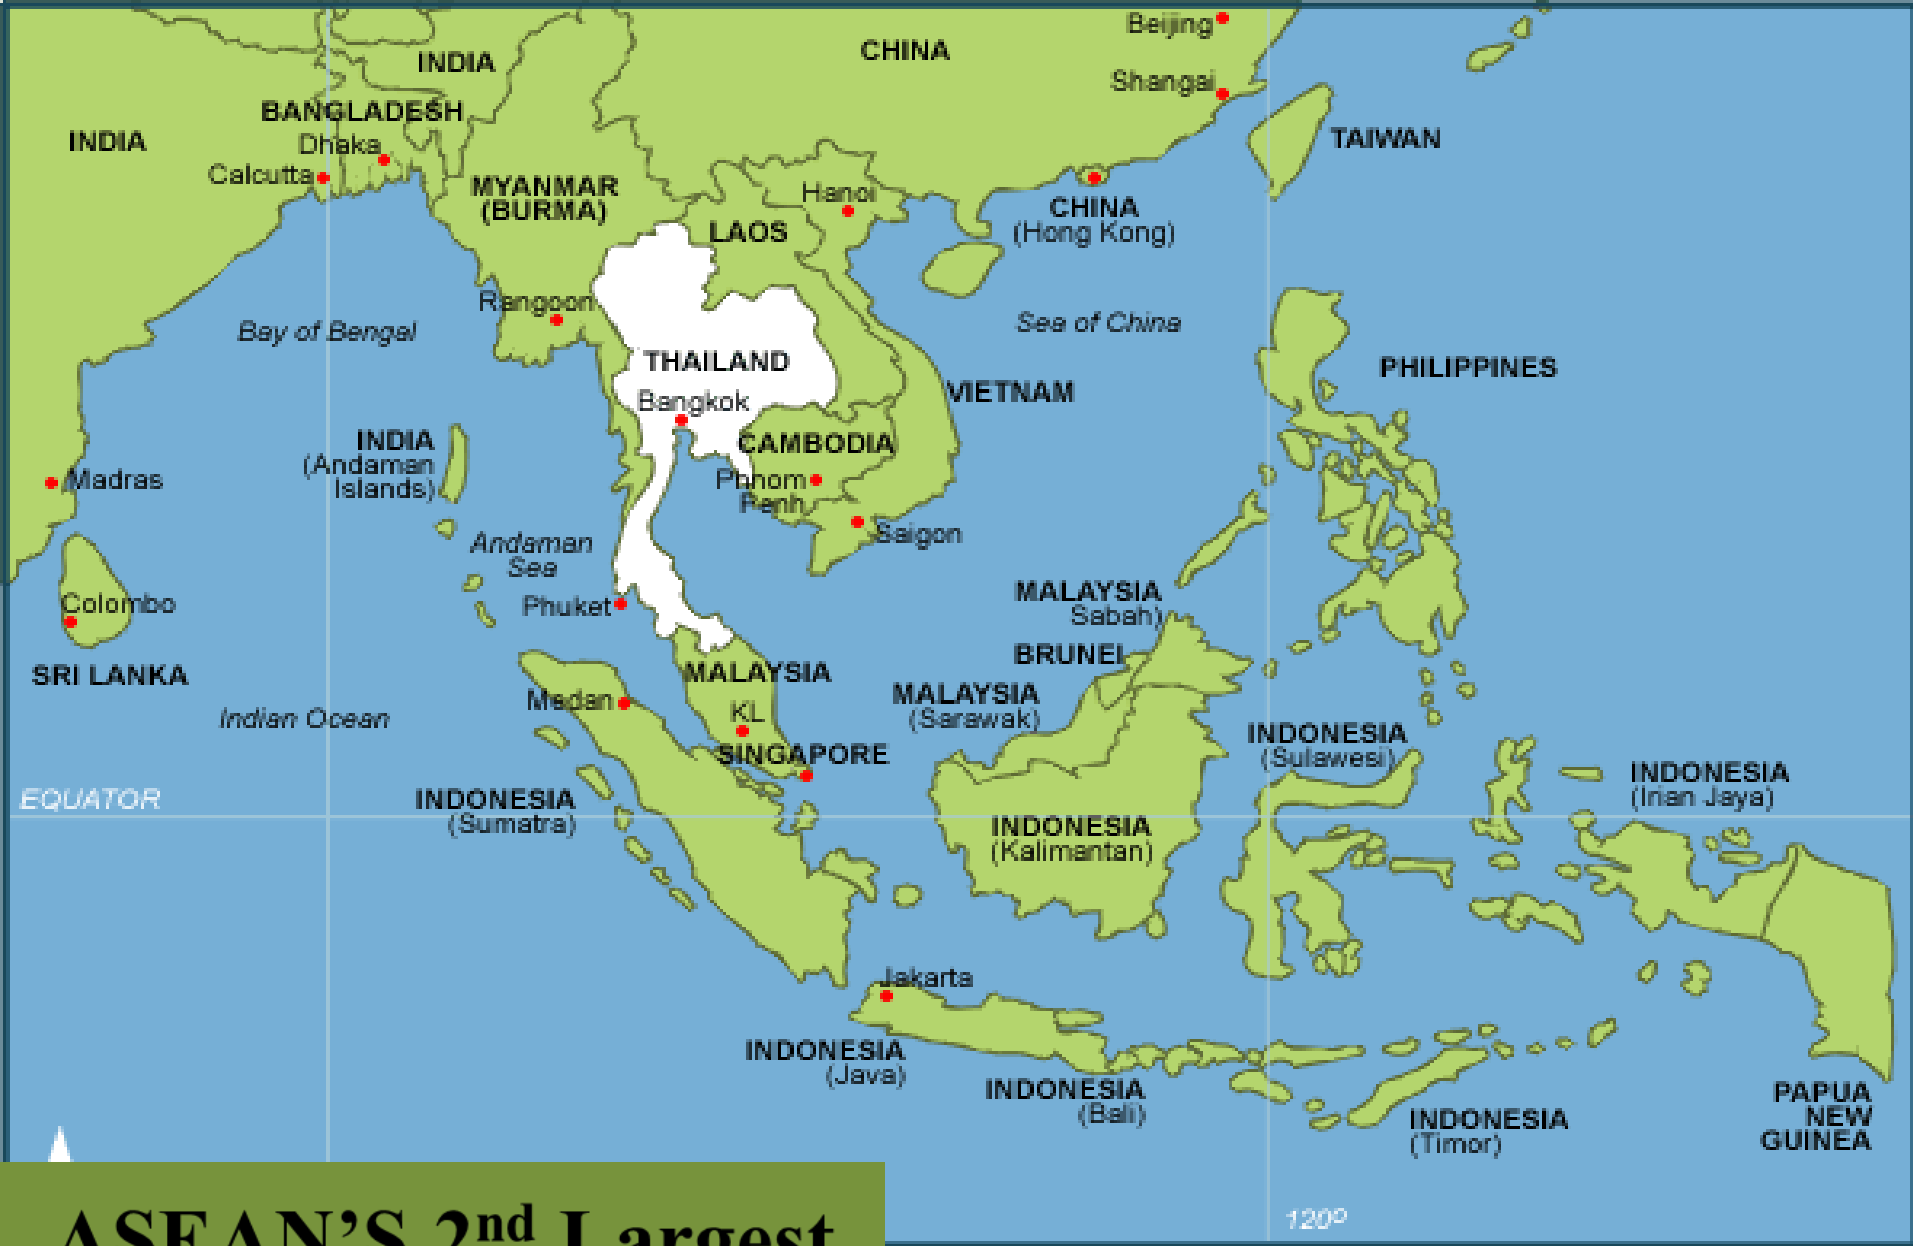 Beijing
CHINA
INDIA
Shangai
BANGLADESH
INDIA
Dhaka
TAIWAN
Calcutta
MYANMAR
(BURMA)
Hanoi
CHINA
(Hong Kong)
LAOS
Rangoon
Bay of Bengal
Sea of China
THAILAND
PHILIPPINES
VIETNAM
Bangkok
INDIA
(Andaman
Islands)
CAMBODIA
Madras
Phnom
Penh
Saigon
Andaman
Sea
MALAYSIA
Sabah)
Colombo
Phuket
BRUNEI
SRI LANKA
MALAYSIA
MALAYSIA
(Sarawak)
Medan
KL
Indian Ocean
INDONESIA
(Sulawesi)
SINGAPORE
INDONESIA
(Irian Jaya)
EQUATOR
INDONESIA
(Sumatra)
INDONESIA
(Kalimantan)
Jakarta
INDONESIA
(Java)
INDONESIA
(Bali)
INDONESIA
(Timor)
PAPUA
NEW
GUINEA
120º
ASEAN'S 2nd Largest